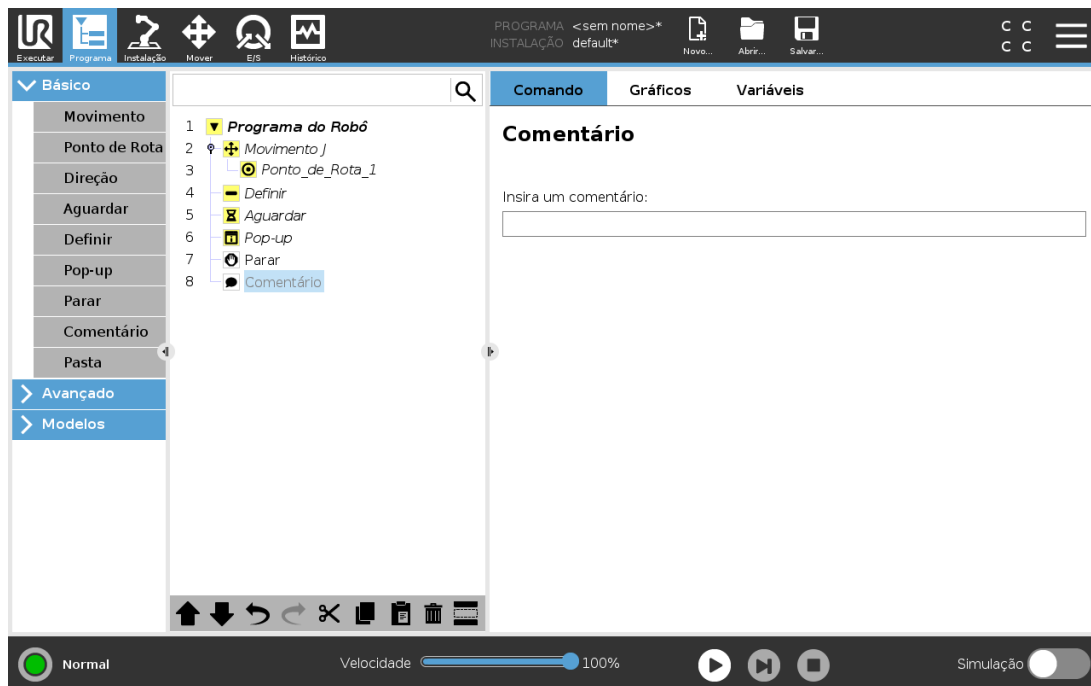 PROGRAMA <sem nome>*
INSTALAÇÃO default*
Executar Programa Instalação Mover E/S Histórico
Novo... Abrir... Salvar...
C C
C C
Básico
Movimento
Ponto de Rota
Direção
Aguardar
Definir
Pop-up
Parar
Comentário
Pasta
Avançado
Modelos
1 Programa do Robô
2 Movimento J
3 Ponto_de_Rota_1
4 Definir
5 Aguardar
6 Pop-up
7 Parar
8 Comentário
Comando Gráficos Variáveis
Comentário
Insira um comentário:
Normal
Velocidade 100%
Simulação